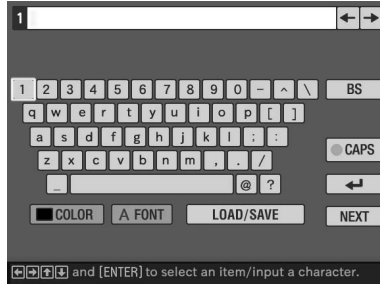 1
← →
1 2 3 4 5 6 7 8 9 0 - ^ \ BS
q w e r t y u i o p [ ]
a s d f g h j k l ; : CAPS
z x c v b n m , . /
_ @ ? ↵
COLOR A FONT LOAD/SAVE NEXT
←→↑↓ and [ENTER] to select an item/input a character.